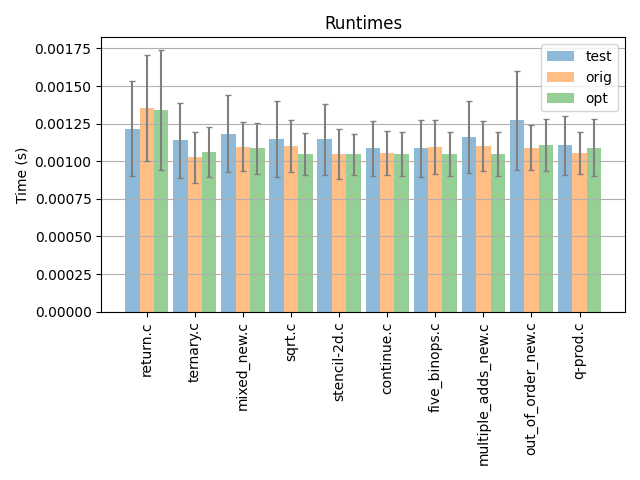 Runtimes
Time (s)
0.00175
0.00150
0.00125
0.00100
0.00075
0.00050
0.00025
0.00000
test
orig
opt
return.c
ternary.c
mixed_new.c
sqrt.c
stencil-2d.c
continue.c
five_binops.c
multiple_adds_new.c
out_of_order_new.c
q-prod.c